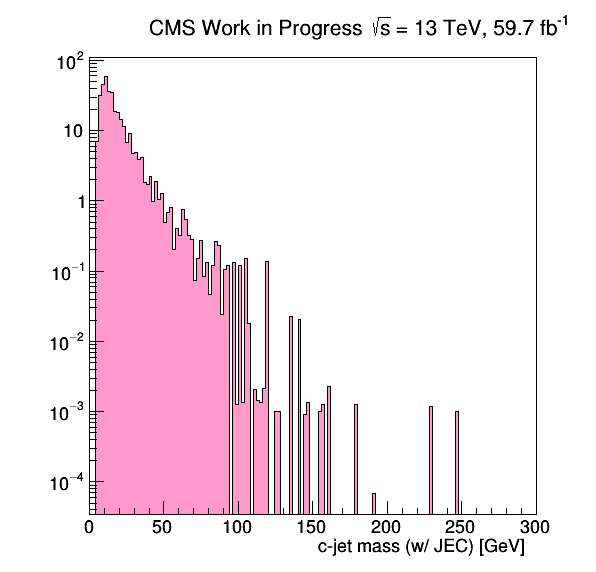 CMS Work in Progress √s = 13 TeV, 59.7 fb⁻¹
10²
10
1
10⁻¹
10⁻²
10⁻³
10⁻⁴
0 50 100 150 200 250 300
c-jet mass (w/ JEC) [GeV]